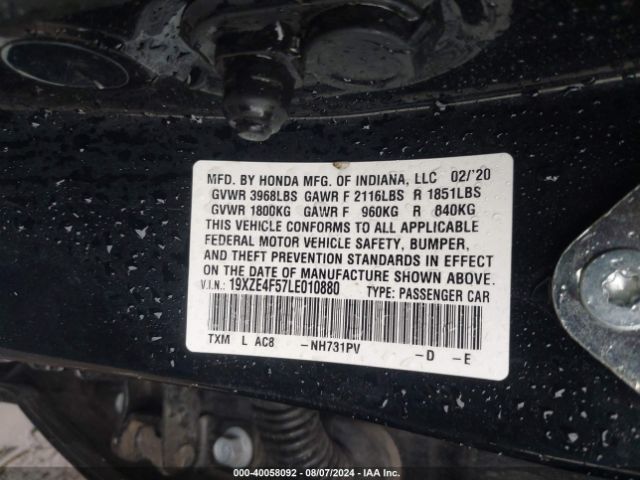 MFD. BY HONDA MFG. OF INDIANA, LLC 02/'20
GVWR 3968LBS GAWR F 2116LBS R 1851LBS
GVWR 1800KG GAWR F 960KG R 840KG
THIS VEHICLE CONFORMS TO ALL APPLICABLE
FEDERAL MOTOR VEHICLE SAFETY, BUMPER,
AND THEFT PREVENTION STANDARDS IN EFFECT
ON THE DATE OF MANUFACTURE SHOWN ABOVE.
V.I.N.: 19XZE4F57LE010880 TYPE: PASSENGER CAR
TXM L AC8 -NH731PV -D -E
000-40058092 - 08/07/2024 - IAA Inc.